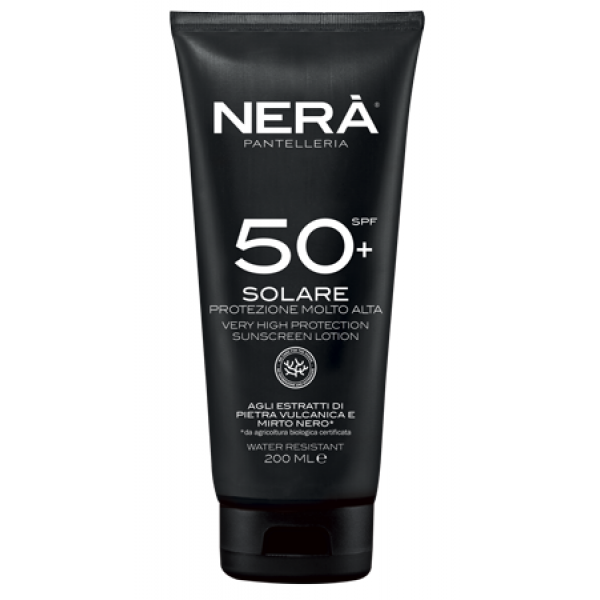 NERÀ®
PANTELLERIA
50+ SPF
SOLARE
PROTEZIONE MOLTO ALTA
VERY HIGH PROTECTION
SUNSCREEN LOTION
AGLI ESTRATTI DI
PIETRA VULCANICA E
MIRTO NERO*
*da agricoltura biologica certificata
WATER RESISTANT
200 ML ℮